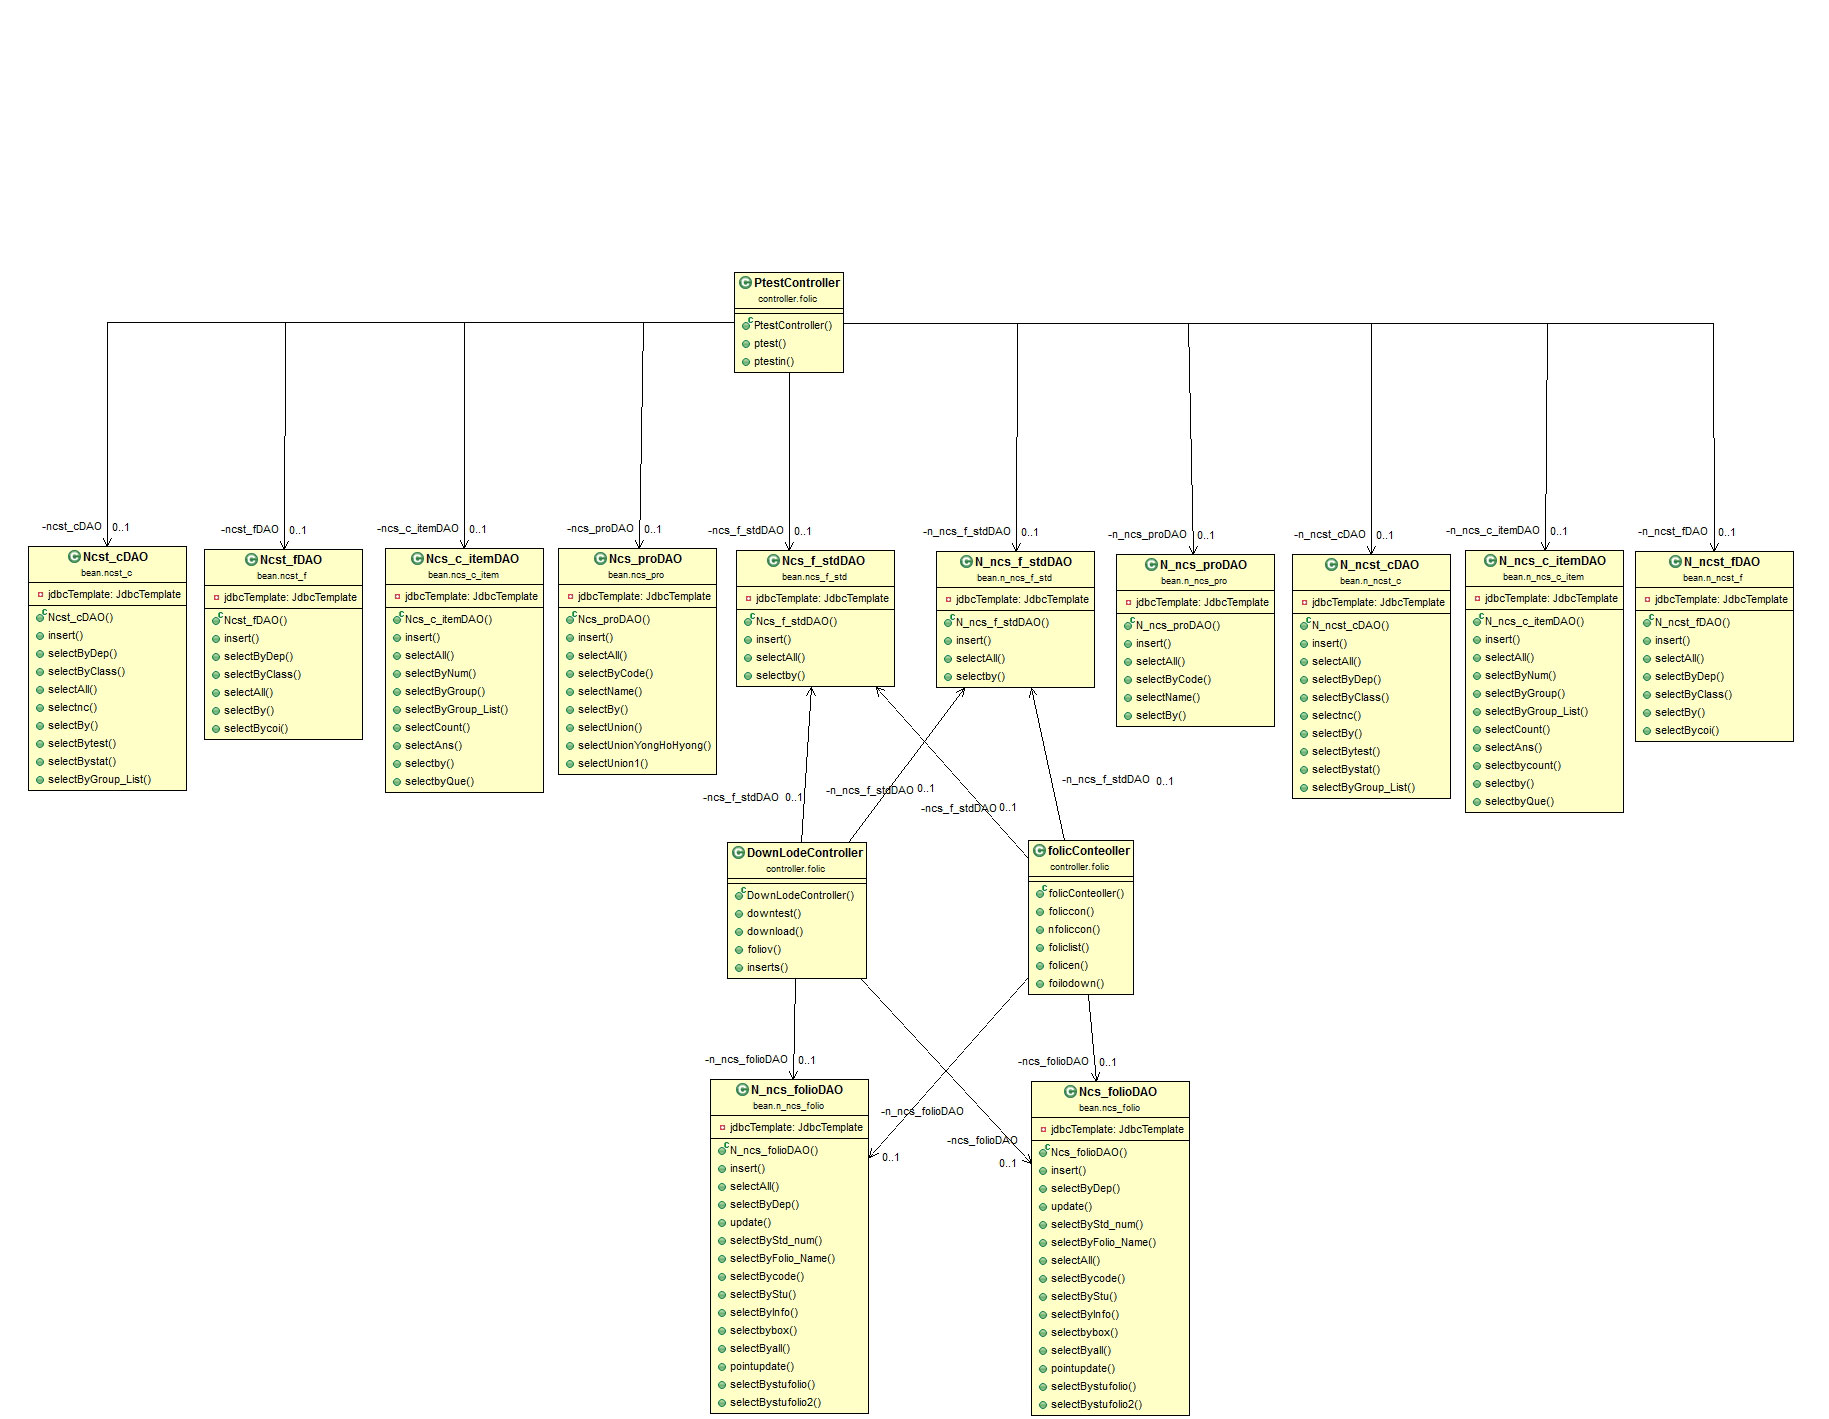 PtestController
controller.folic
PtestController()
ptest()
ptestin()
-ncst_cDAO 0..1
-ncst_fDAO 0..1
-ncs_c_itemDAO 0..1
-ncs_proDAO 0..1
-ncs_f_stdDAO 0..1
-n_ncs_f_stdDAO 0..1
-n_ncs_proDAO 0..1
-n_ncst_cDAO 0..1
-n_ncs_c_itemDAO 0..1
-n_ncst_fDAO 0..1
Ncst_cDAO
bean.ncst_c
jdbcTemplate: JdbcTemplate
Ncst_cDAO()
insert()
selectByDep()
selectByClass()
selectAll()
selectnc()
selectBy()
selectBytest()
selectBystat()
selectByGroup_List()
Ncst_fDAO
bean.ncst_f
jdbcTemplate: JdbcTemplate
Ncst_fDAO()
insert()
selectByDep()
selectByClass()
selectAll()
selectBy()
selectBycoi()
Ncs_c_itemDAO
bean.ncs_c_item
jdbcTemplate: JdbcTemplate
Ncs_c_itemDAO()
insert()
selectAll()
selectByNum()
selectByGroup()
selectByGroup_List()
selectCount()
selectAns()
selectby()
selectbyQue()
Ncs_proDAO
bean.ncs_pro
jdbcTemplate: JdbcTemplate
Ncs_proDAO()
insert()
selectAll()
selectByCode()
selectName()
selectBy()
selectUnion()
selectUnionYongHoHyong()
selectUnion1()
Ncs_f_stdDAO
bean.ncs_f_std
jdbcTemplate: JdbcTemplate
Ncs_f_stdDAO()
insert()
selectAll()
selectby()
N_ncs_f_stdDAO
bean.n_ncs_f_std
jdbcTemplate: JdbcTemplate
N_ncs_f_stdDAO()
insert()
selectAll()
selectby()
N_ncs_proDAO
bean.n_ncs_pro
jdbcTemplate: JdbcTemplate
N_ncs_proDAO()
insert()
selectAll()
selectByCode()
selectName()
selectBy()
N_ncst_cDAO
bean.n_ncst_c
jdbcTemplate: JdbcTemplate
N_ncst_cDAO()
insert()
selectAll()
selectByDep()
selectByClass()
selectnc()
selectBy()
selectBytest()
selectBystat()
selectByGroup_List()
N_ncs_c_itemDAO
bean.n_ncs_c_item
jdbcTemplate: JdbcTemplate
N_ncs_c_itemDAO()
insert()
selectAll()
selectByNum()
selectByGroup()
selectByGroup_List()
selectCount()
selectAns()
selectbycount()
selectby()
selectbyQue()
N_ncst_fDAO
bean.n_ncst_f
jdbcTemplate: JdbcTemplate
N_ncst_fDAO()
insert()
selectAll()
selectByDep()
selectByClass()
selectBy()
selectBycoi()
-ncs_f_stdDAO 0..1
-n_ncs_f_stdDAO 0..1
-ncs_f_stdDAO 0..1
-n_ncs_f_stdDAO 0..1
DownLodeController
controller.folic
DownLodeController()
downtest()
download()
foliov()
inserts()
folicConteoller
controller.folic
folicConteoller()
foliccon()
nfoliccon()
foliclist()
folicen()
foilodown()
-n_ncs_folioDAO 0..1
-ncs_folioDAO 0..1
-n_ncs_folioDAO
0..1
-ncs_folioDAO
0..1
N_ncs_folioDAO
bean.n_ncs_folio
jdbcTemplate: JdbcTemplate
N_ncs_folioDAO()
insert()
selectAll()
selectByDep()
update()
selectByStd_num()
selectByFolio_Name()
selectBycode()
selectByStu()
selectByInfo()
selectbybox()
selectByall()
pointupdate()
selectBystufolio()
selectBystufolio2()
Ncs_folioDAO
bean.ncs_folio
jdbcTemplate: JdbcTemplate
Ncs_folioDAO()
insert()
selectByDep()
update()
selectByStd_num()
selectByFolio_Name()
selectAll()
selectBycode()
selectByStu()
selectByInfo()
selectbybox()
selectByall()
pointupdate()
selectBystufolio()
selectBystufolio2()